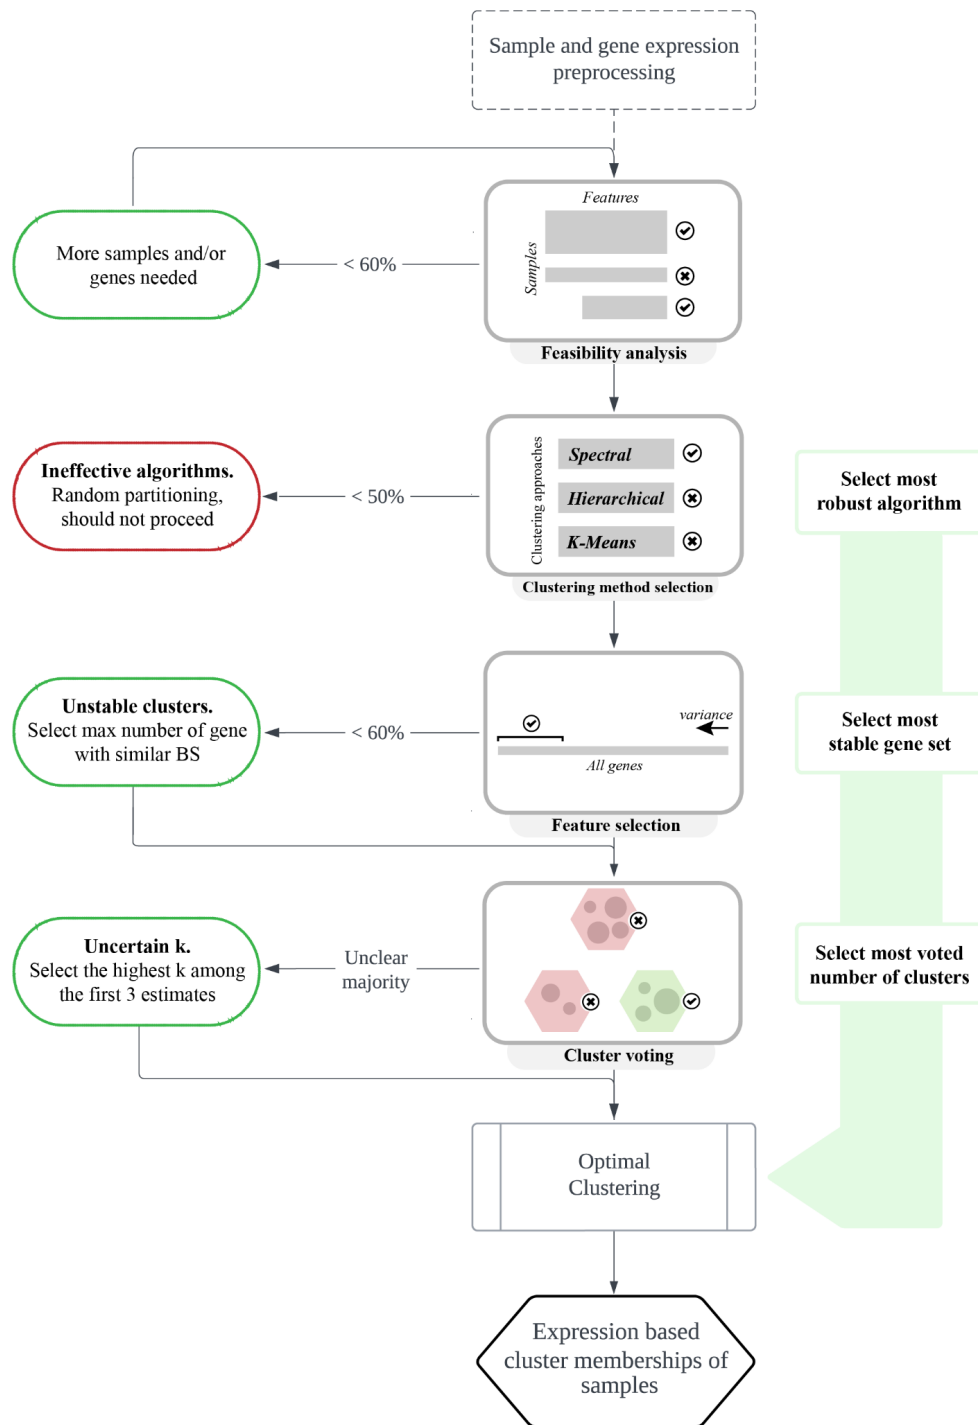 Sample and gene expression
preprocessing
Features
Samples
Feasibility analysis
< 60%
More samples and/or
genes needed
Clustering approaches
Spectral
Hierarchical
K-Means
Clustering method selection
< 50%
Ineffective algorithms.
Random partitioning,
should not proceed
Select most
robust algorithm
variance
All genes
Feature selection
< 60%
Unstable clusters.
Select max number of gene
with similar BS
Select most
stable gene set
Cluster voting
Unclear
majority
Uncertain k.
Select the highest k among
the first 3 estimates
Select most voted
number of clusters
Optimal
Clustering
Expression based
cluster memberships of
samples